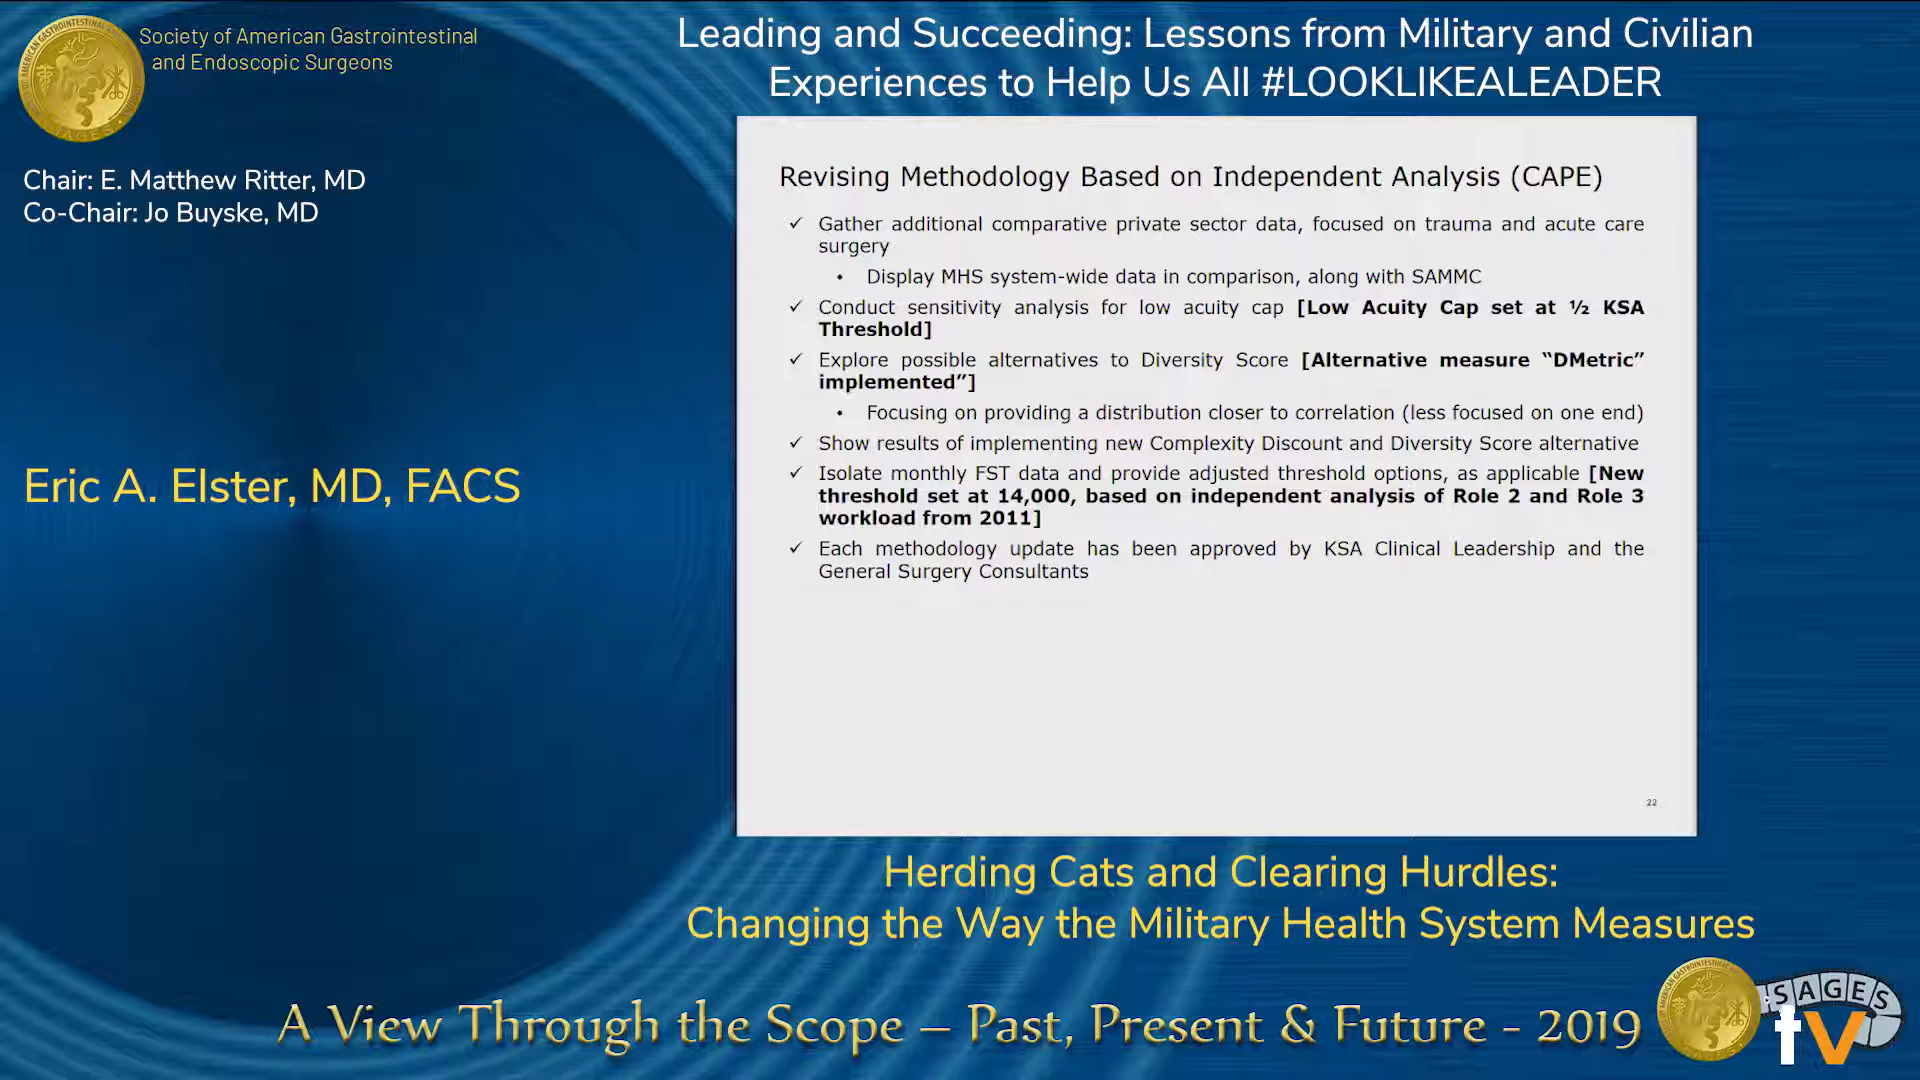 Society of American Gastrointestinal
and Endoscopic Surgeons
Leading and Succeeding: Lessons from Military and Civilian
Experiences to Help Us All #LOOKLIKEALEADER
Chair: E. Matthew Ritter, MD
Co-Chair: Jo Buyske, MD
Eric A. Elster, MD, FACS
Revising Methodology Based on Independent Analysis (CAPE)
✓ Gather additional comparative private sector data, focused on trauma and acute care
surgery
• Display MHS system-wide data in comparison, along with SAMMC
✓ Conduct sensitivity analysis for low acuity cap [Low Acuity Cap set at ½ KSA
Threshold]
✓ Explore possible alternatives to Diversity Score [Alternative measure “DMetric”
implemented”]
• Focusing on providing a distribution closer to correlation (less focused on one end)
✓ Show results of implementing new Complexity Discount and Diversity Score alternative
✓ Isolate monthly FST data and provide adjusted threshold options, as applicable [New
threshold set at 14,000, based on independent analysis of Role 2 and Role 3
workload from 2011]
✓ Each methodology update has been approved by KSA Clinical Leadership and the
General Surgery Consultants
22
Herding Cats and Clearing Hurdles:
Changing the Way the Military Health System Measures
A View Through the Scope – Past, Present & Future - 2019
SAGES
tv